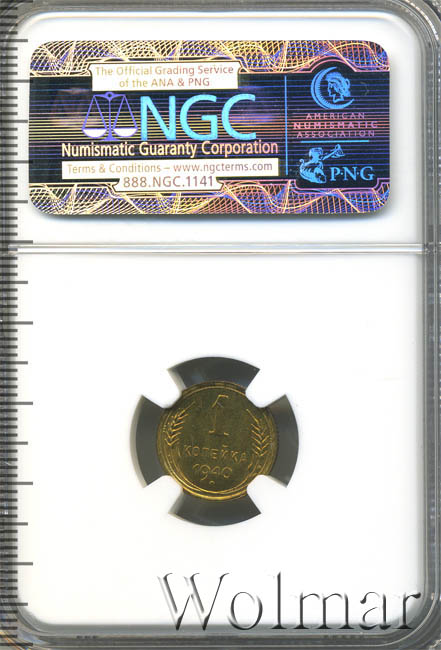 The Official Grading Service
of the ANA & PNG
NGC
Numismatic Guaranty Corporation
Terms & Conditions – www.ngcterms.com
888.NGC.1141
AMERICAN
NUMISMATIC
ASSOCIATION
P·N·G
1
КОПЕЙКА
1940
Wolmar